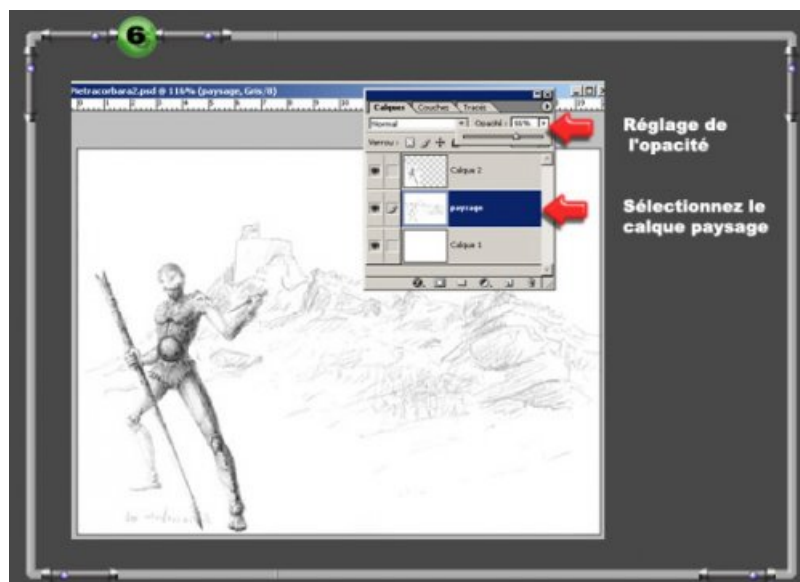 6
Pietracorbara2.psd @ 116% (paysage, Gris/8)
Calques Couches Tracés
Normal Opacité :
Verrou :
Réglage de
l'opacité
Calque 2
paysage
Sélectionnez le
calque paysage
Calque 1